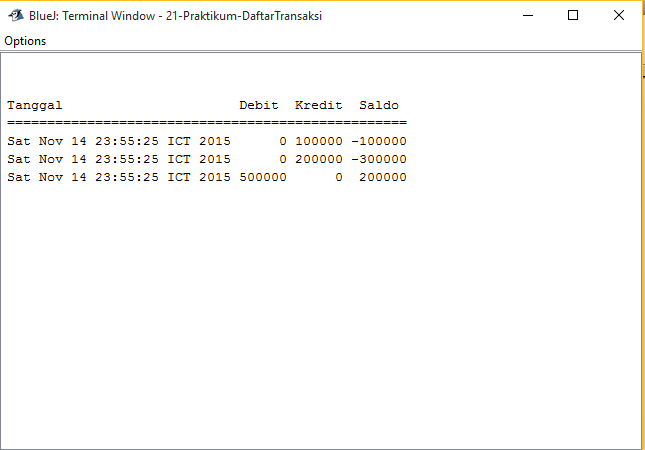 BlueJ: Terminal Window - 21-Praktikum-DaftarTransaksi
Options
Tanggal                      Debit  Kredit  Saldo
==================================================
Sat Nov 14 23:55:25 ICT 2015      0 100000 -100000
Sat Nov 14 23:55:25 ICT 2015      0 200000 -300000
Sat Nov 14 23:55:25 ICT 2015 500000      0  200000